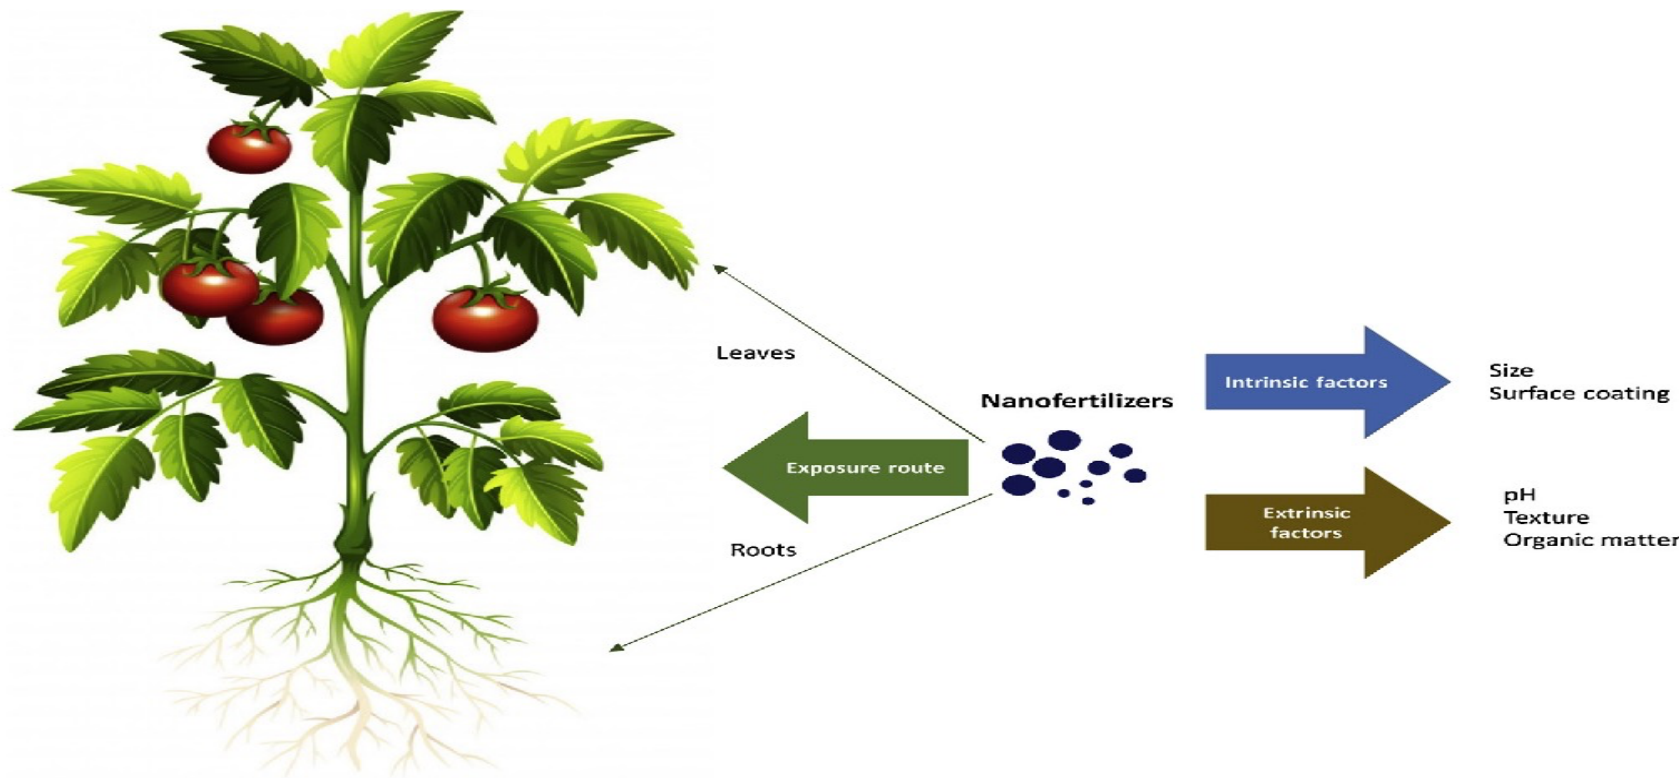 Leaves
Nanofertilizers
Exposure route
Roots
Intrinsic factors
Size
Surface coating
Extrinsic
factors
pH
Texture
Organic matter